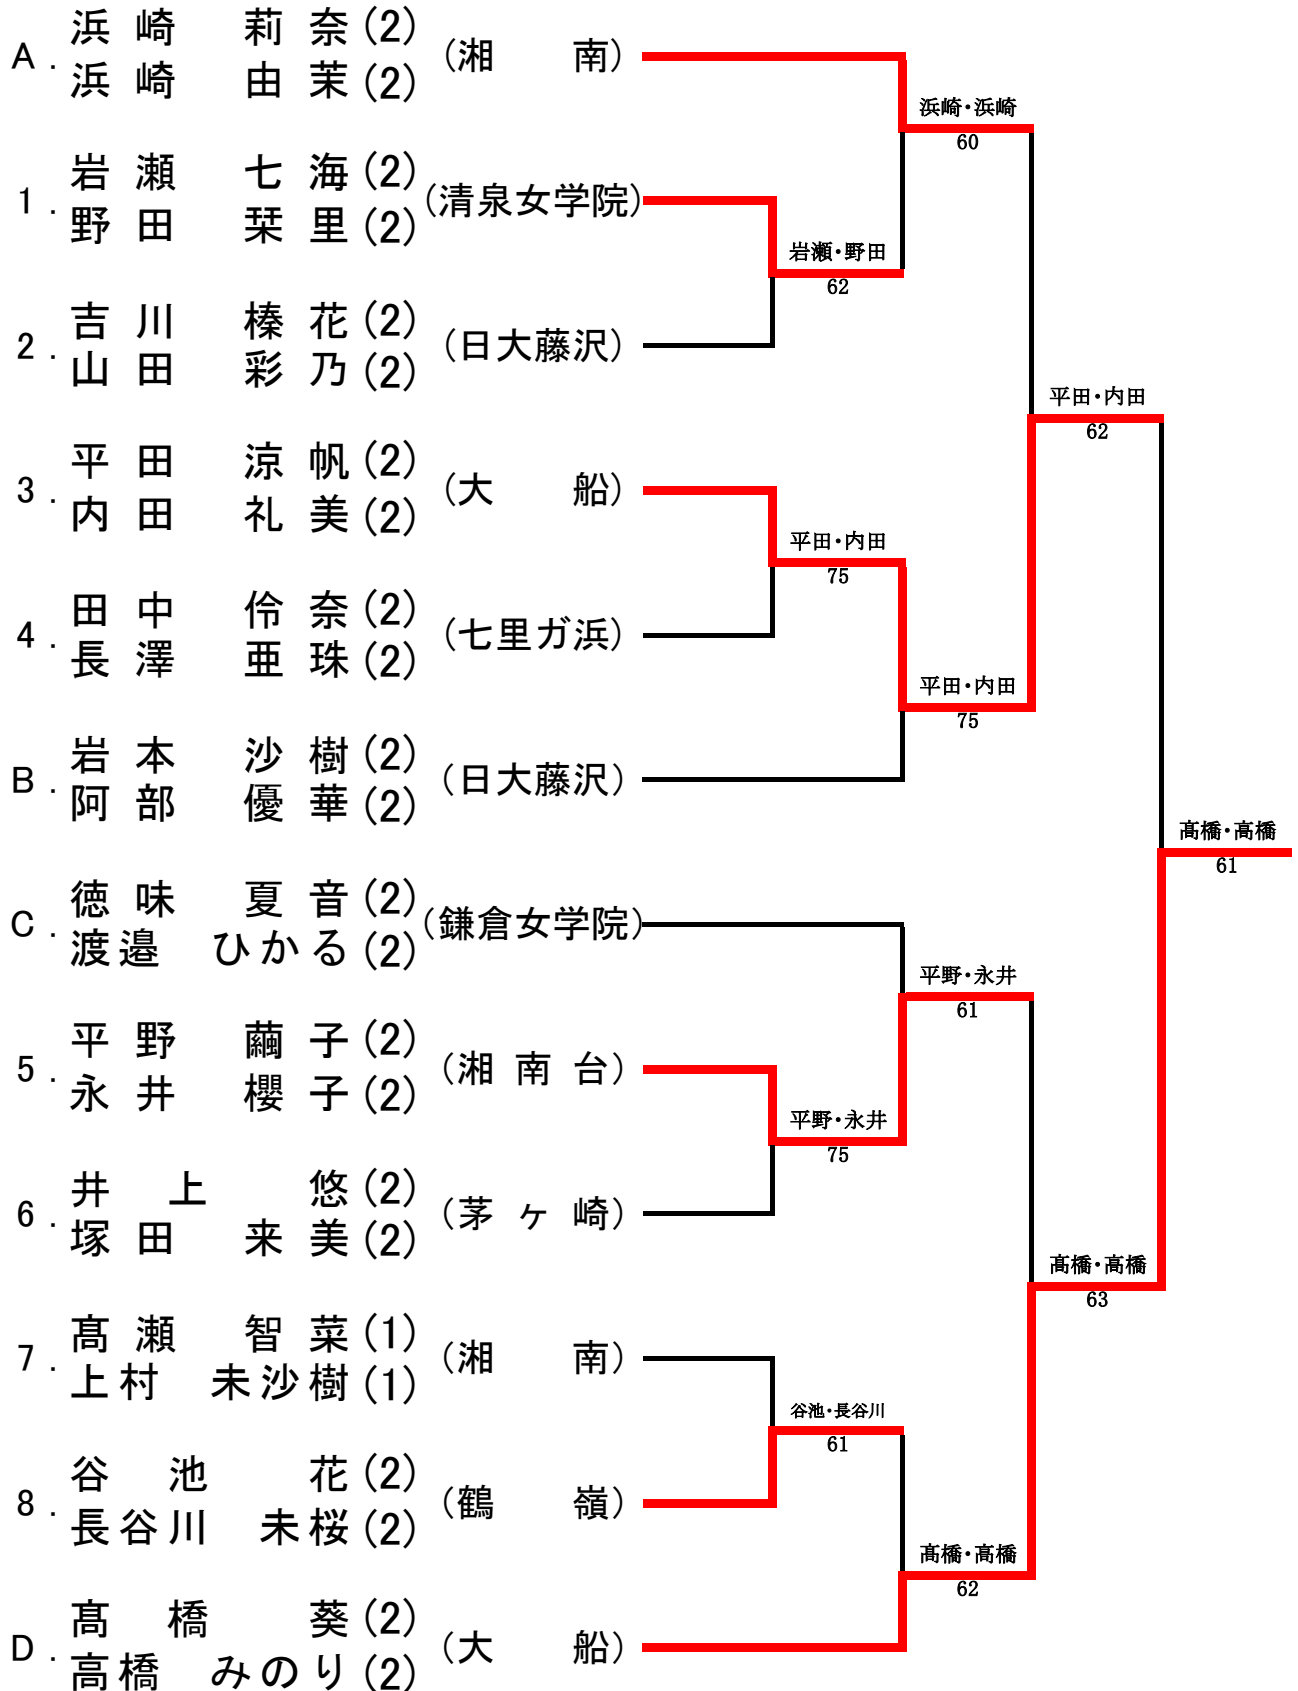 A. 浜崎 莉奈(2) (湘南)
浜崎 由茉(2)
1. 岩瀬 七海(2) (清泉女学院)
野田 栞里(2)
2. 吉川 榛花(2) (日大藤沢)
山田 彩乃(2)
3. 平田 涼帆(2) (大船)
内田 礼美(2)
4. 田中 伶奈(2) (七里ガ浜)
長澤 亜珠(2)
B. 岩本 沙樹(2) (日大藤沢)
阿部 優華(2)
C. 徳味 夏音(2) (鎌倉女学院)
渡邉 ひかる(2)
5. 平野 繭子(2) (湘南台)
永井 櫻子(2)
6. 井上 悠(2) (茅ヶ崎)
塚田 来美(2)
7. 髙瀬 智菜(1) (湘南)
上村 未沙樹(1)
8. 谷池 花(2) (鶴嶺)
長谷川 未桜(2)
D. 髙橋 葵(2) (大船)
高橋 みのり(2)
岩瀬・野田
62
平田・内田
75
平野・永井
75
谷池・長谷川
61
浜崎・浜崎
60
平田・内田
75
平野・永井
61
髙橋・高橋
62
平田・内田
62
髙橋・高橋
63
髙橋・高橋
61